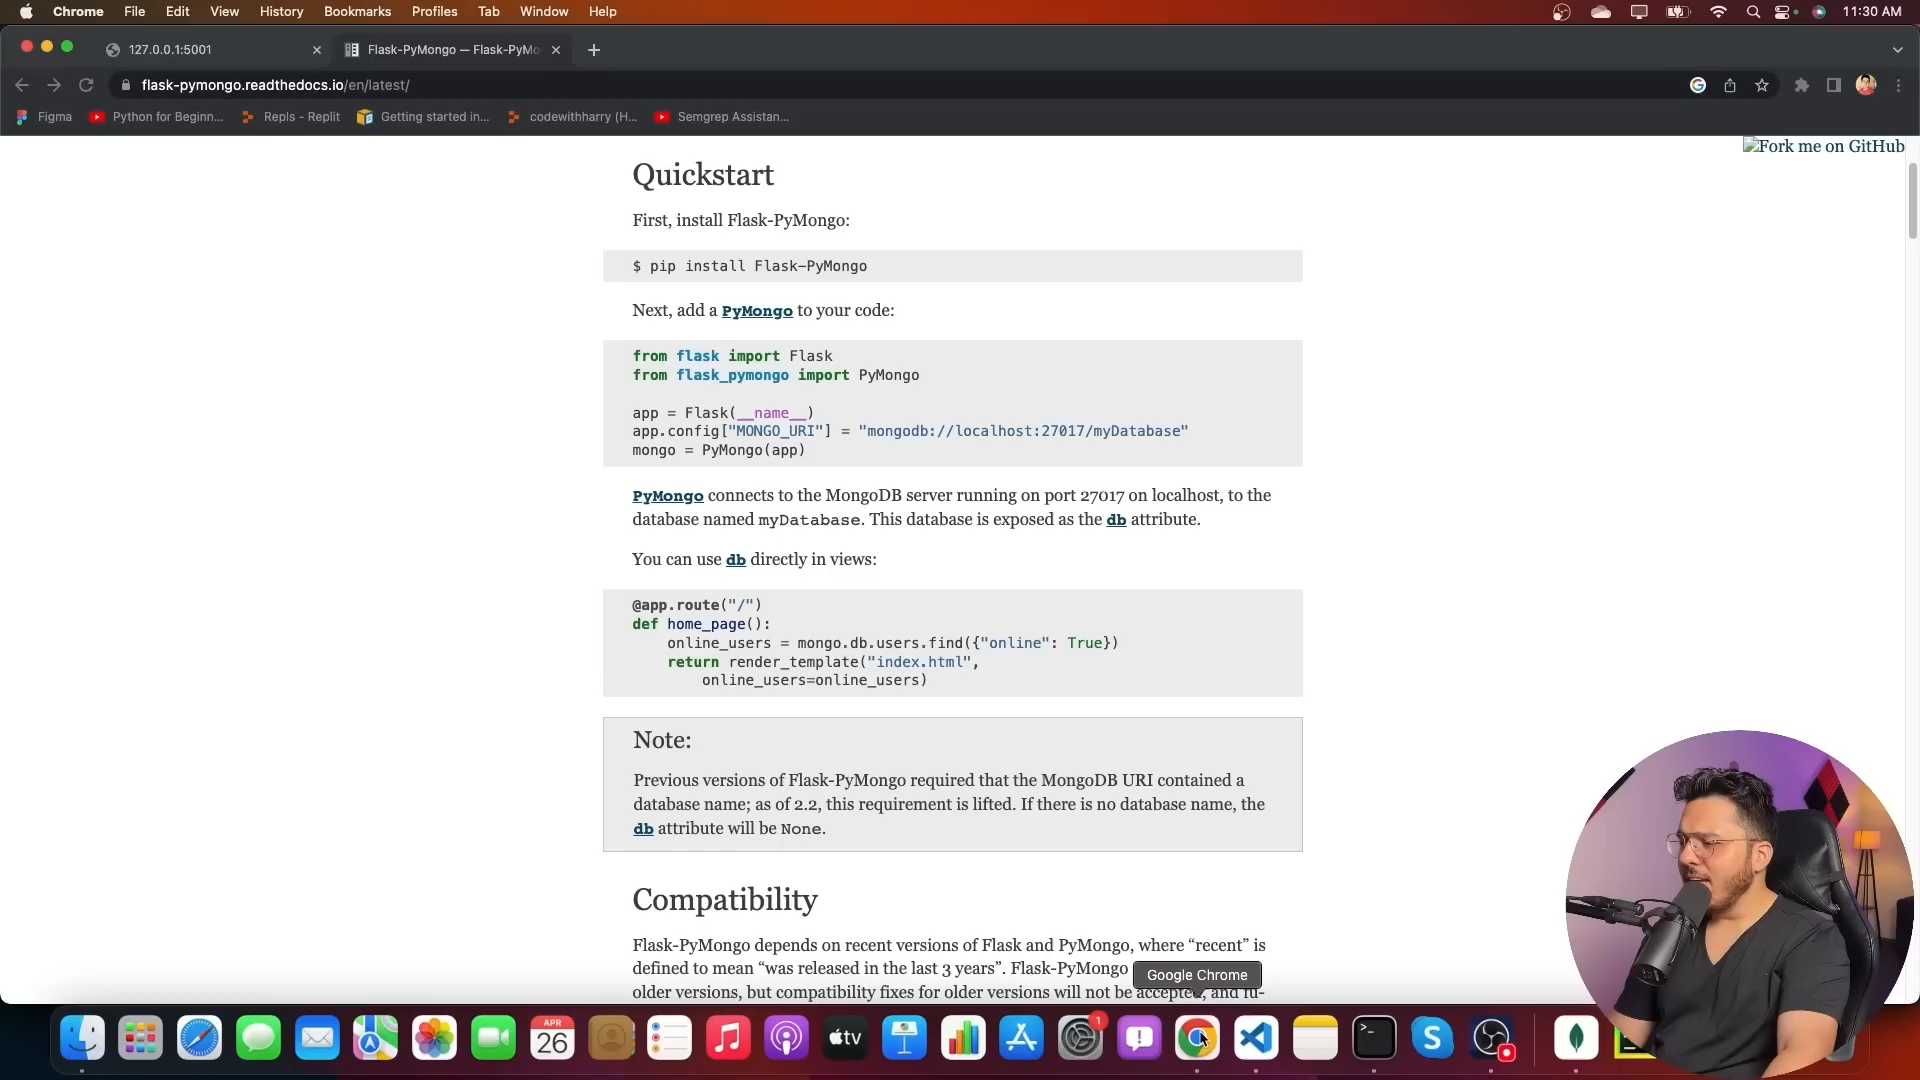 Chrome File Edit View History Bookmarks Profiles Tab Window Help 11:30 AM
127.0.0.1:5001 Flask-PyMongo — Flask-PyMo
flask-pymongo.readthedocs.io/en/latest/
Figma Python for Beginn... Repls - Replit Getting started in... codewithharry (H... Semgrep Assistan...
Fork me on GitHub
Quickstart
First, install Flask-PyMongo:
$ pip install Flask-PyMongo
Next, add a PyMongo to your code:
from flask import Flask
from flask_pymongo import PyMongo
app = Flask(__name__)
app.config["MONGO_URI"] = "mongodb://localhost:27017/myDatabase"
mongo = PyMongo(app)
PyMongo connects to the MongoDB server running on port 27017 on localhost, to the
database named myDatabase. This database is exposed as the db attribute.
You can use db directly in views:
@app.route("/")
def home_page():
    online_users = mongo.db.users.find({"online": True})
    return render_template("index.html",
        online_users=online_users)
Note:
Previous versions of Flask-PyMongo required that the MongoDB URI contained a
database name; as of 2.2, this requirement is lifted. If there is no database name, the
db attribute will be None.
Compatibility
Flask-PyMongo depends on recent versions of Flask and PyMongo, where “recent” is
defined to mean “was released in the last 3 years”. Flask-PyMongo
Google Chrome
older versions, but compatibility fixes for older versions will not be accepted, and fu-
APR
26
tv
1